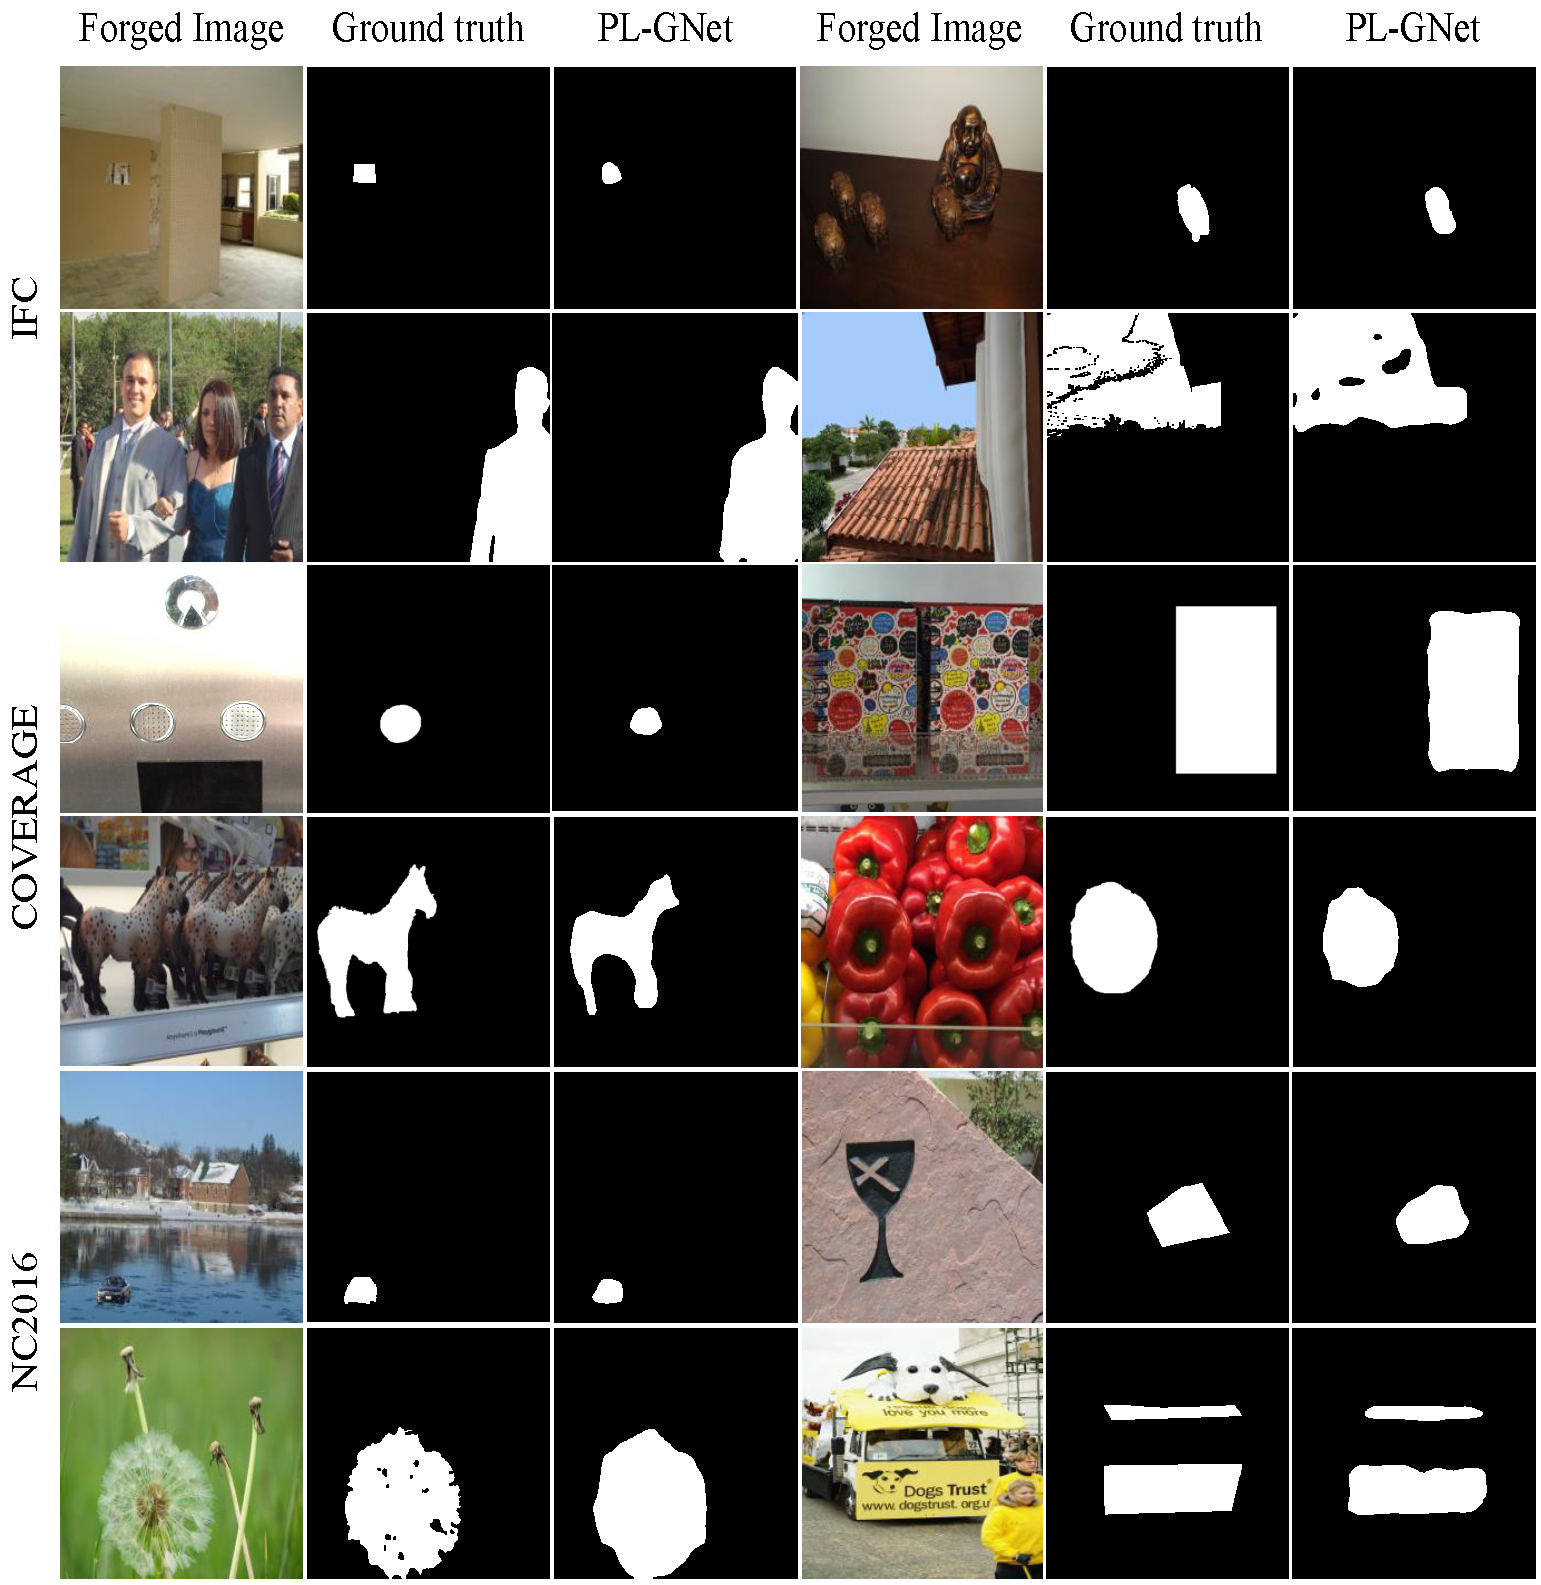 Forged Image Ground truth PL-GNet Forged Image Ground truth PL-GNet
IFC
COVERAGE
NC2016
love you more
Dogs Trust
www.dogstrust.org.u